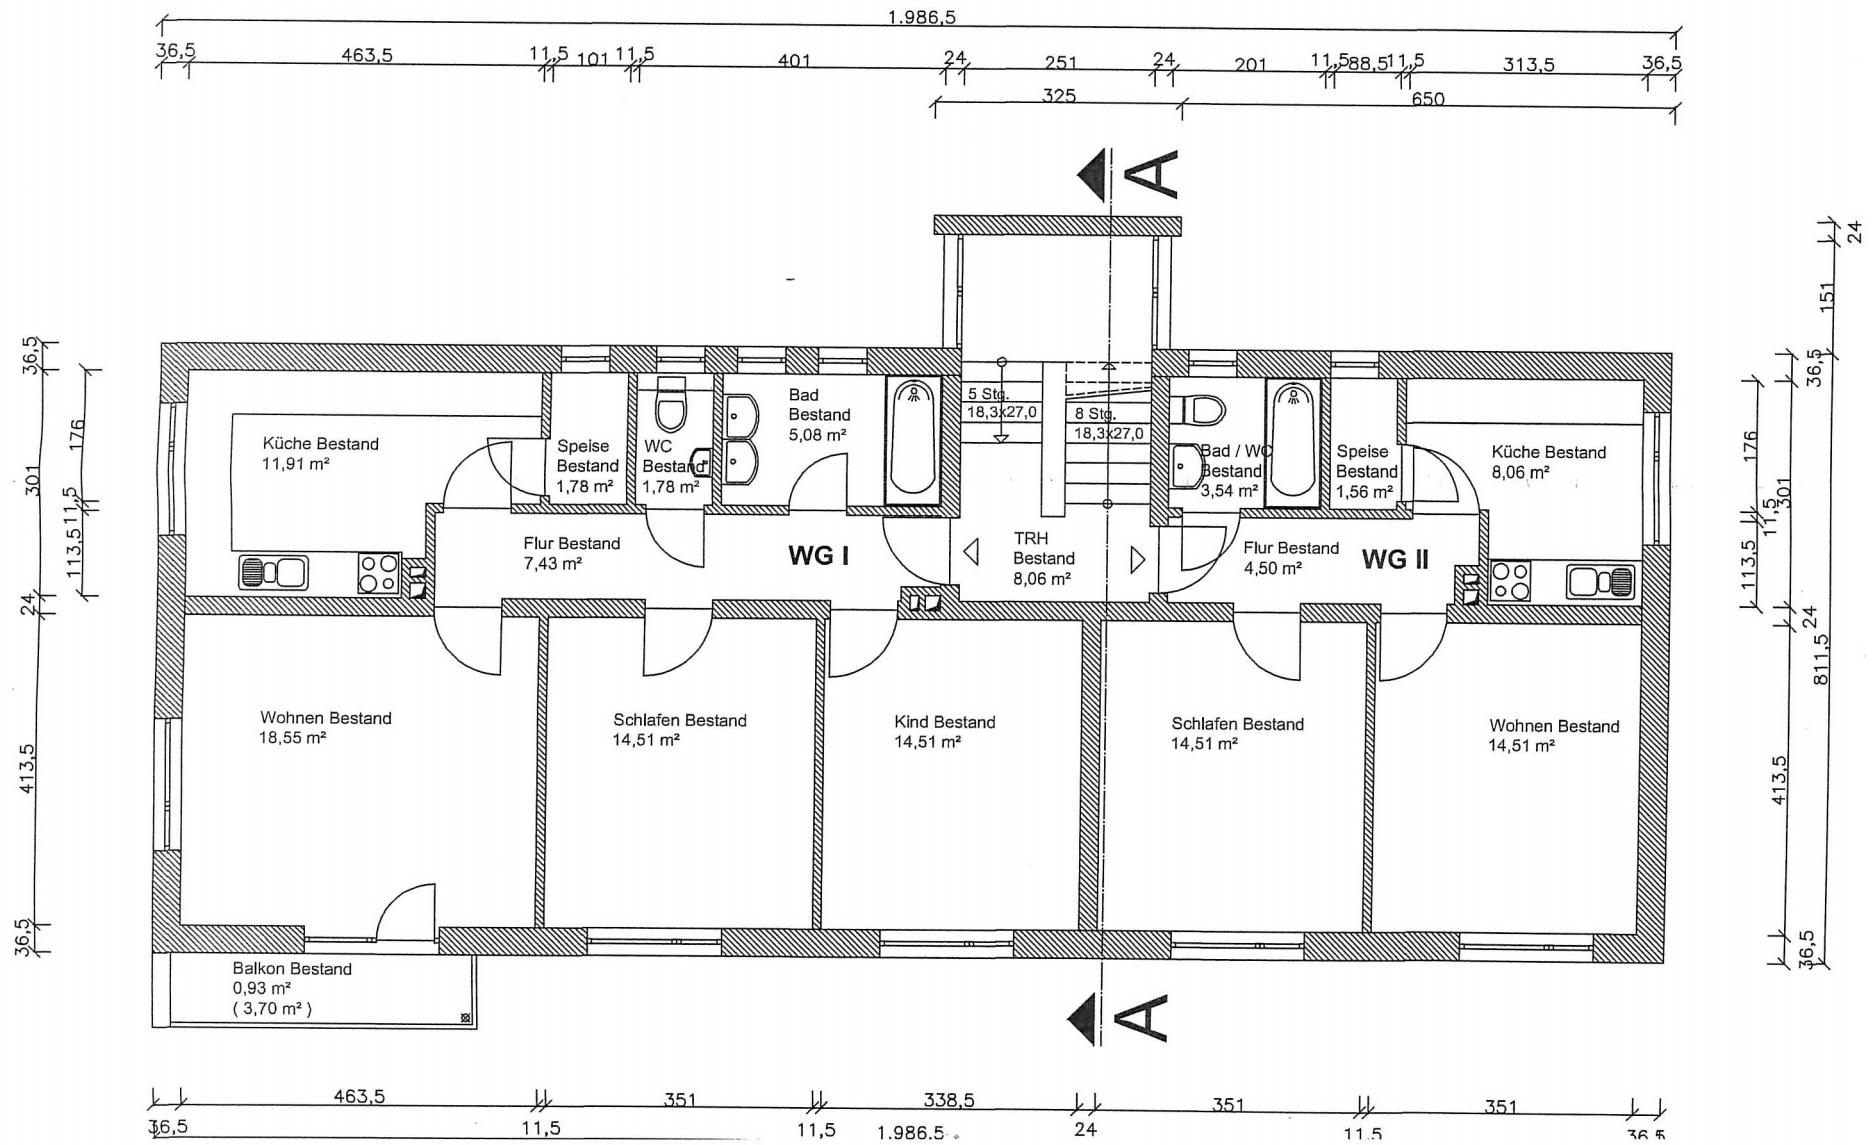 1.986,5
36,5 463,5 11,5 101 11,5 401 24 251 24 201 11,5 88,5 11,5 313,5 36,5
325 650
A
24
151
36,5
301
176
11,5
113,5
24
413,5
36,5
36,5
176
301
11,5
113,5
24
811,5
413,5
36,5
Küche Bestand
11,91 m²
Speise
Bestand
1,78 m²
WC
Bestand
1,78 m²
Bad
Bestand
5,08 m²
5 Stg.
18,3x27,0
8 Stg.
18,3x27,0
Bad / WC
Bestand
3,54 m²
Speise
Bestand
1,56 m²
Küche Bestand
8,06 m²
Flur Bestand
7,43 m²
WG I
TRH
Bestand
8,06 m²
Flur Bestand
4,50 m²
WG II
Wohnen Bestand
18,55 m²
Schlafen Bestand
14,51 m²
Kind Bestand
14,51 m²
Schlafen Bestand
14,51 m²
Wohnen Bestand
14,51 m²
Balkon Bestand
0,93 m²
( 3,70 m² )
A
463,5 351 338,5 351 351
36,5 11,5 11,5 1.986,5 24 11,5 36,5